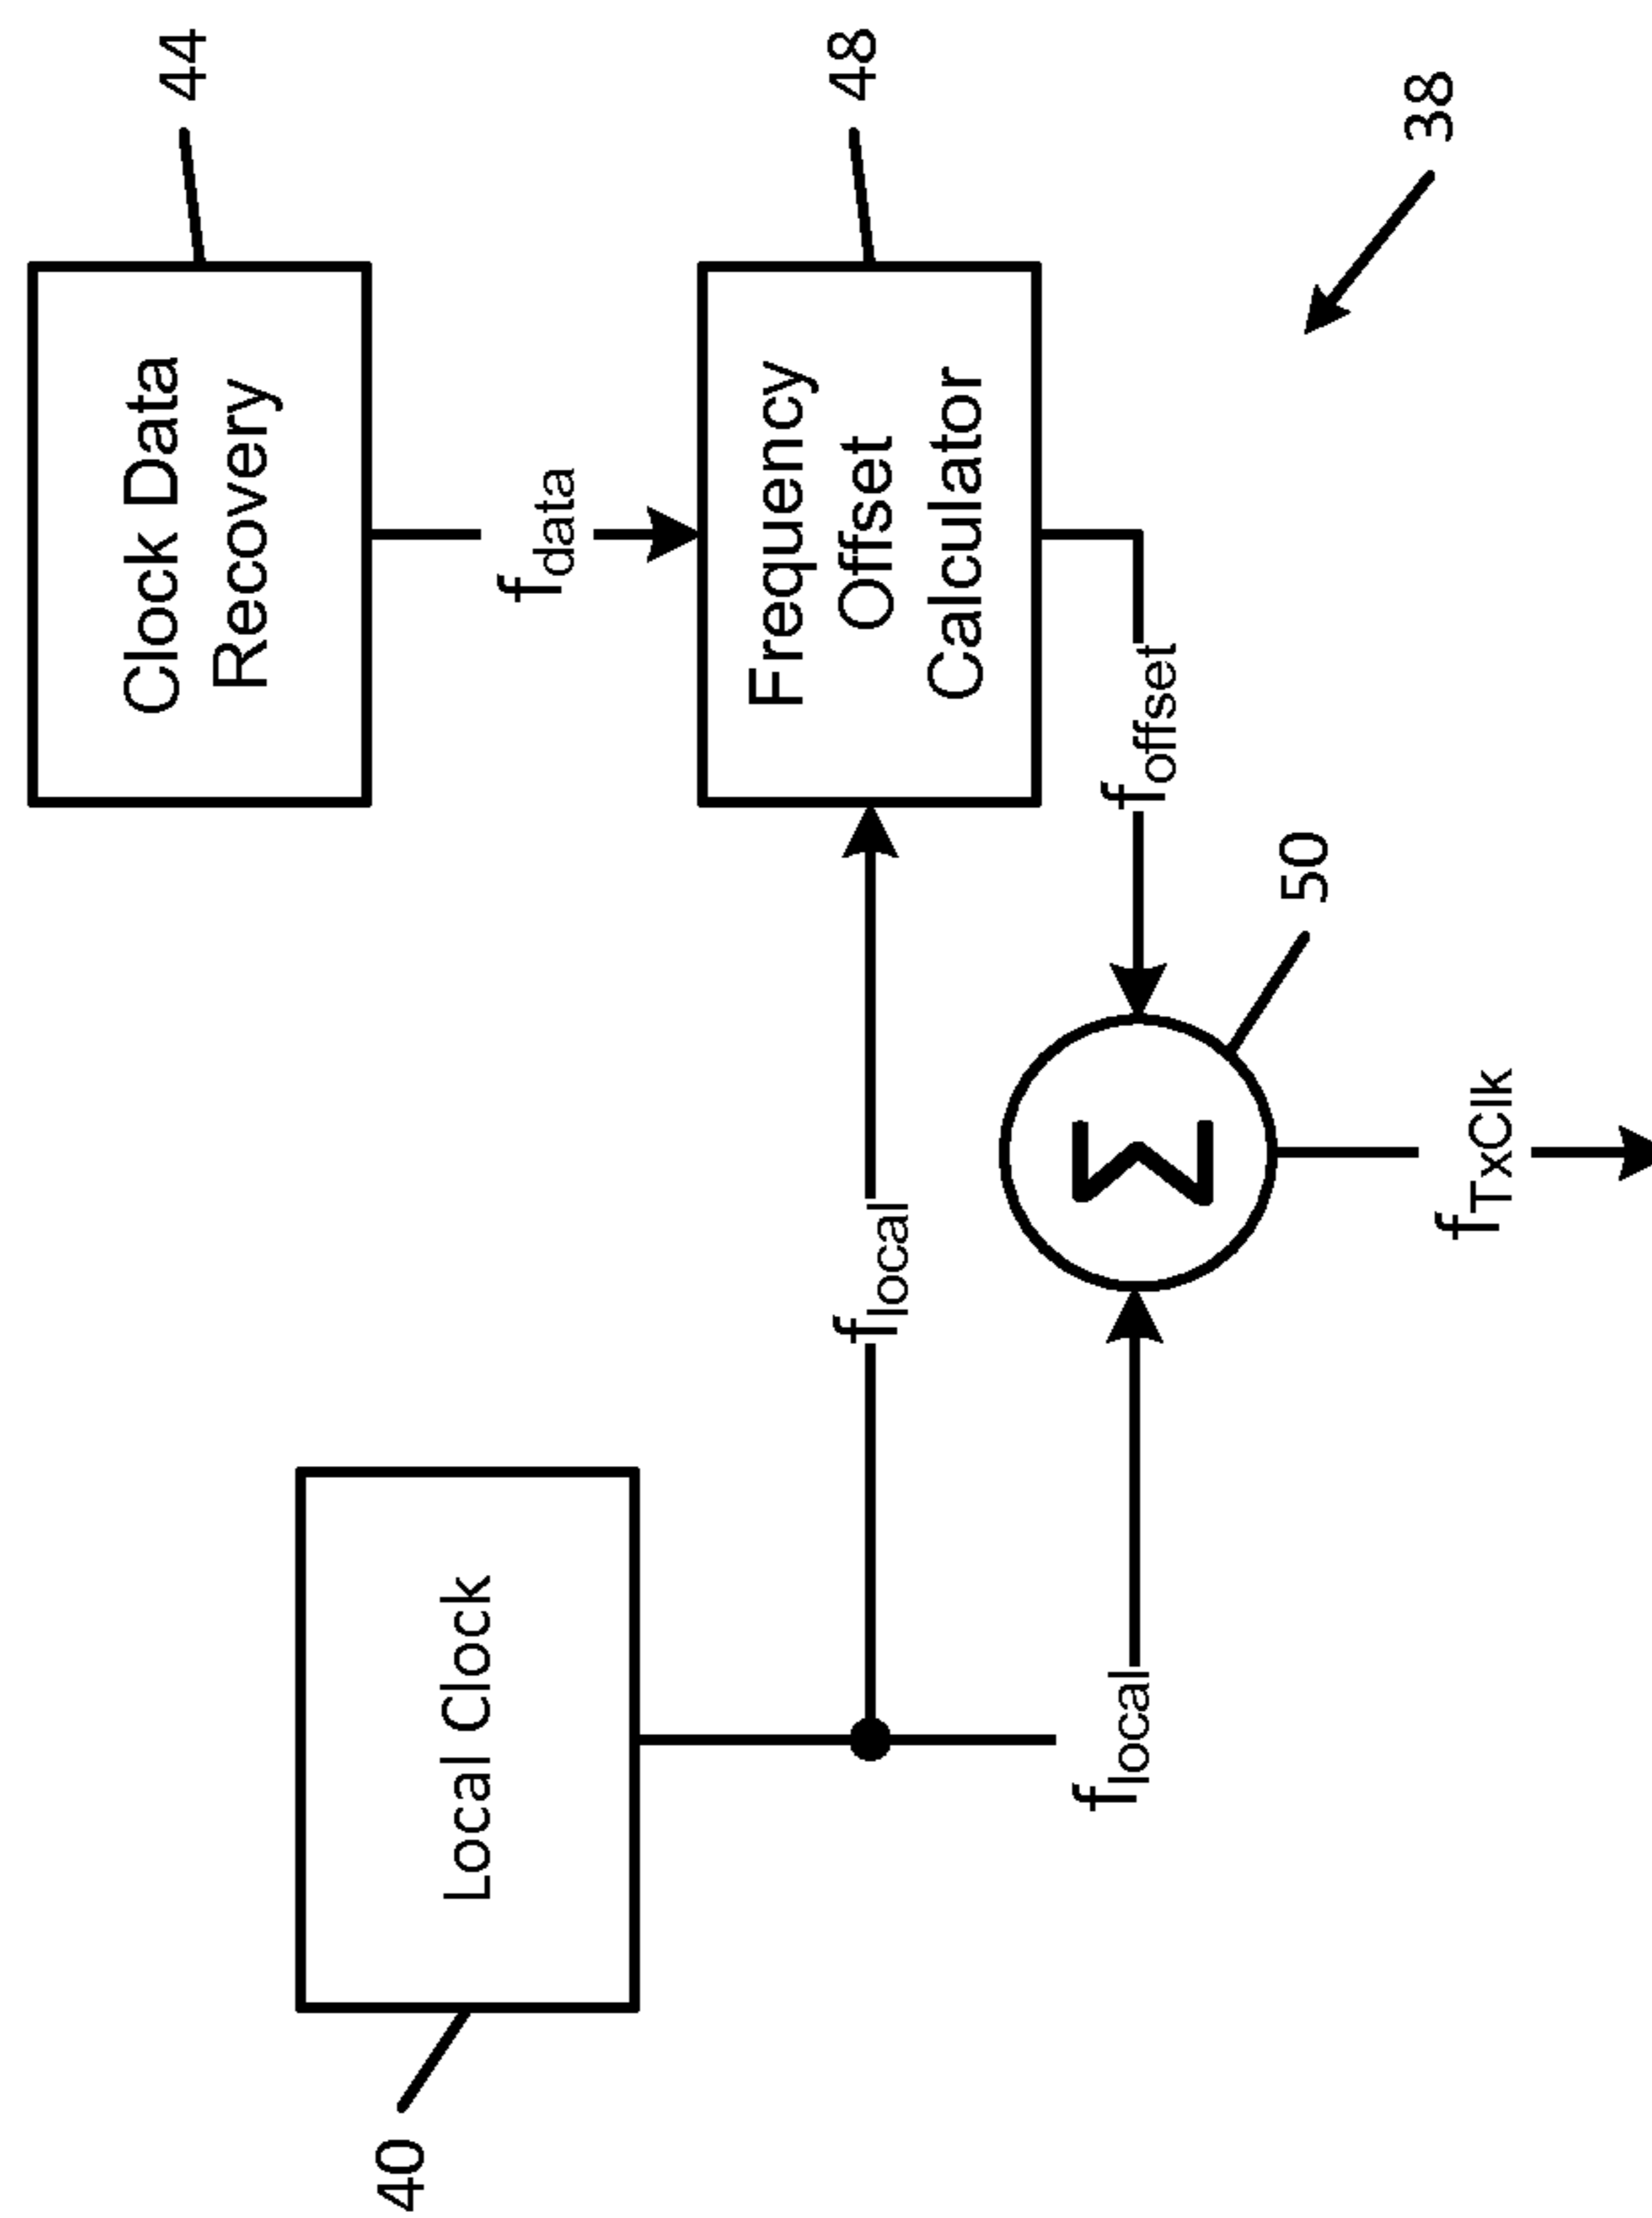 44
Clock Data
Recovery
40
Local Clock
f_data
48
Frequency
Offset
Calculator
f_local
f_local
Σ
f_offset
50
38
f_TxClk